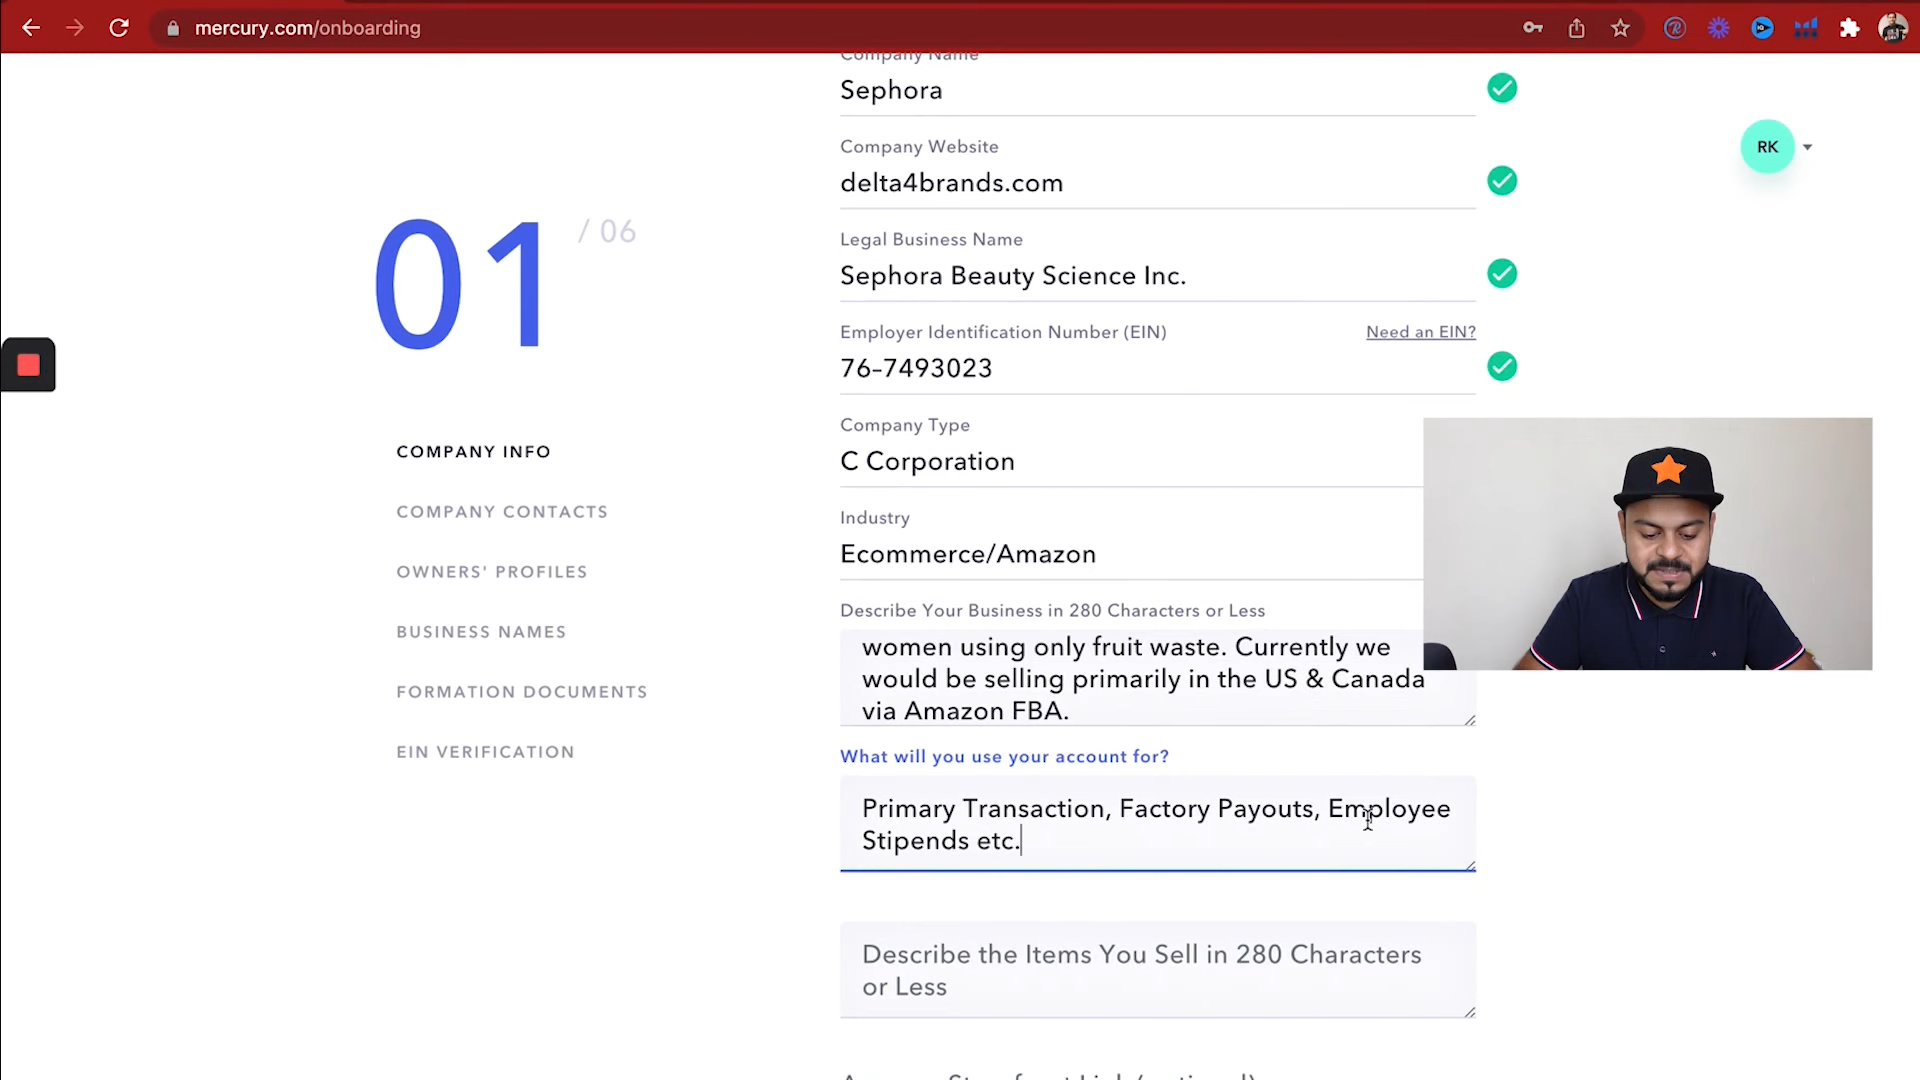 mercury.com/onboarding
Company Name
Sephora
Company Website
delta4brands.com
RK
01 / 06
Legal Business Name
Sephora Beauty Science Inc.
Employer Identification Number (EIN)
Need an EIN?
76-7493023
Company Type
C Corporation
COMPANY INFO
COMPANY CONTACTS
OWNERS' PROFILES
BUSINESS NAMES
FORMATION DOCUMENTS
EIN VERIFICATION
Industry
Ecommerce/Amazon
Describe Your Business in 280 Characters or Less
women using only fruit waste. Currently we
would be selling primarily in the US & Canada
via Amazon FBA.
What will you use your account for?
Primary Transaction, Factory Payouts, Employee
Stipends etc.
Describe the Items You Sell in 280 Characters
or Less